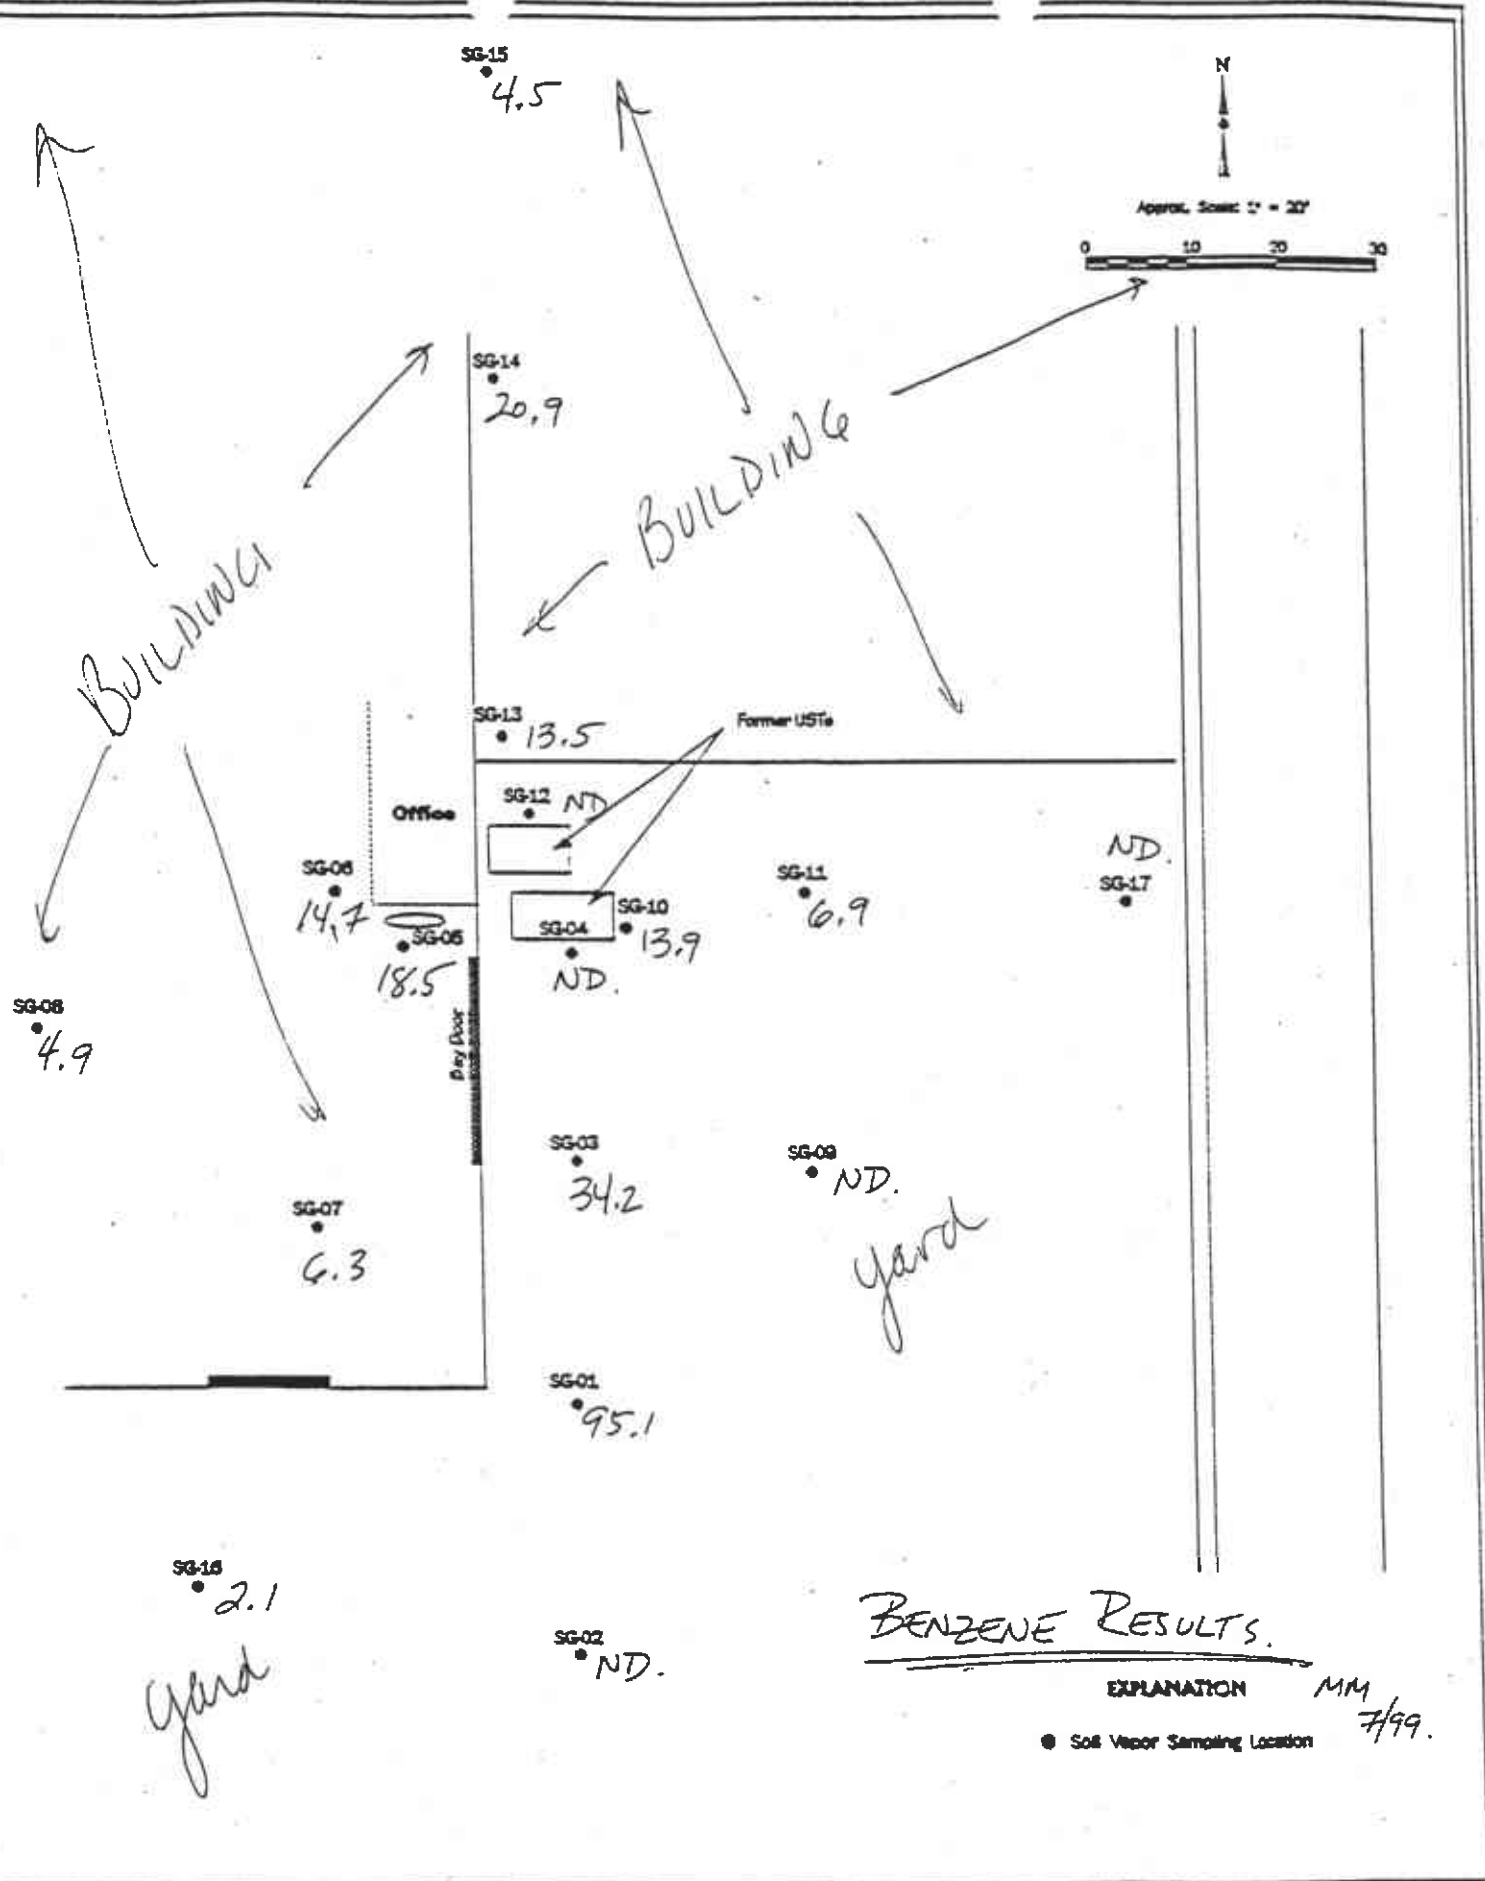 SG-15
4.5
N
Approx. Scale: 1" = 20'
0 10 20 30
SG-14
20.9
BUILDING
BUILDING
SG-13
13.5
Former USTs
SG-12
ND
Office
ND.
SG-17
SG-06
14.7
SG-11
6.9
SG-10
13.9
SG-04
ND.
SG-05
18.5
SG-08
4.9
Bay Door
SG-03
34.2
SG-09
ND.
yard
SG-07
6.3
SG-01
95.1
SG-16
2.1
yard
SG-02
ND.
BENZENE RESULTS.
EXPLANATION
MM
7/99.
Soil Vapor Sampling Location